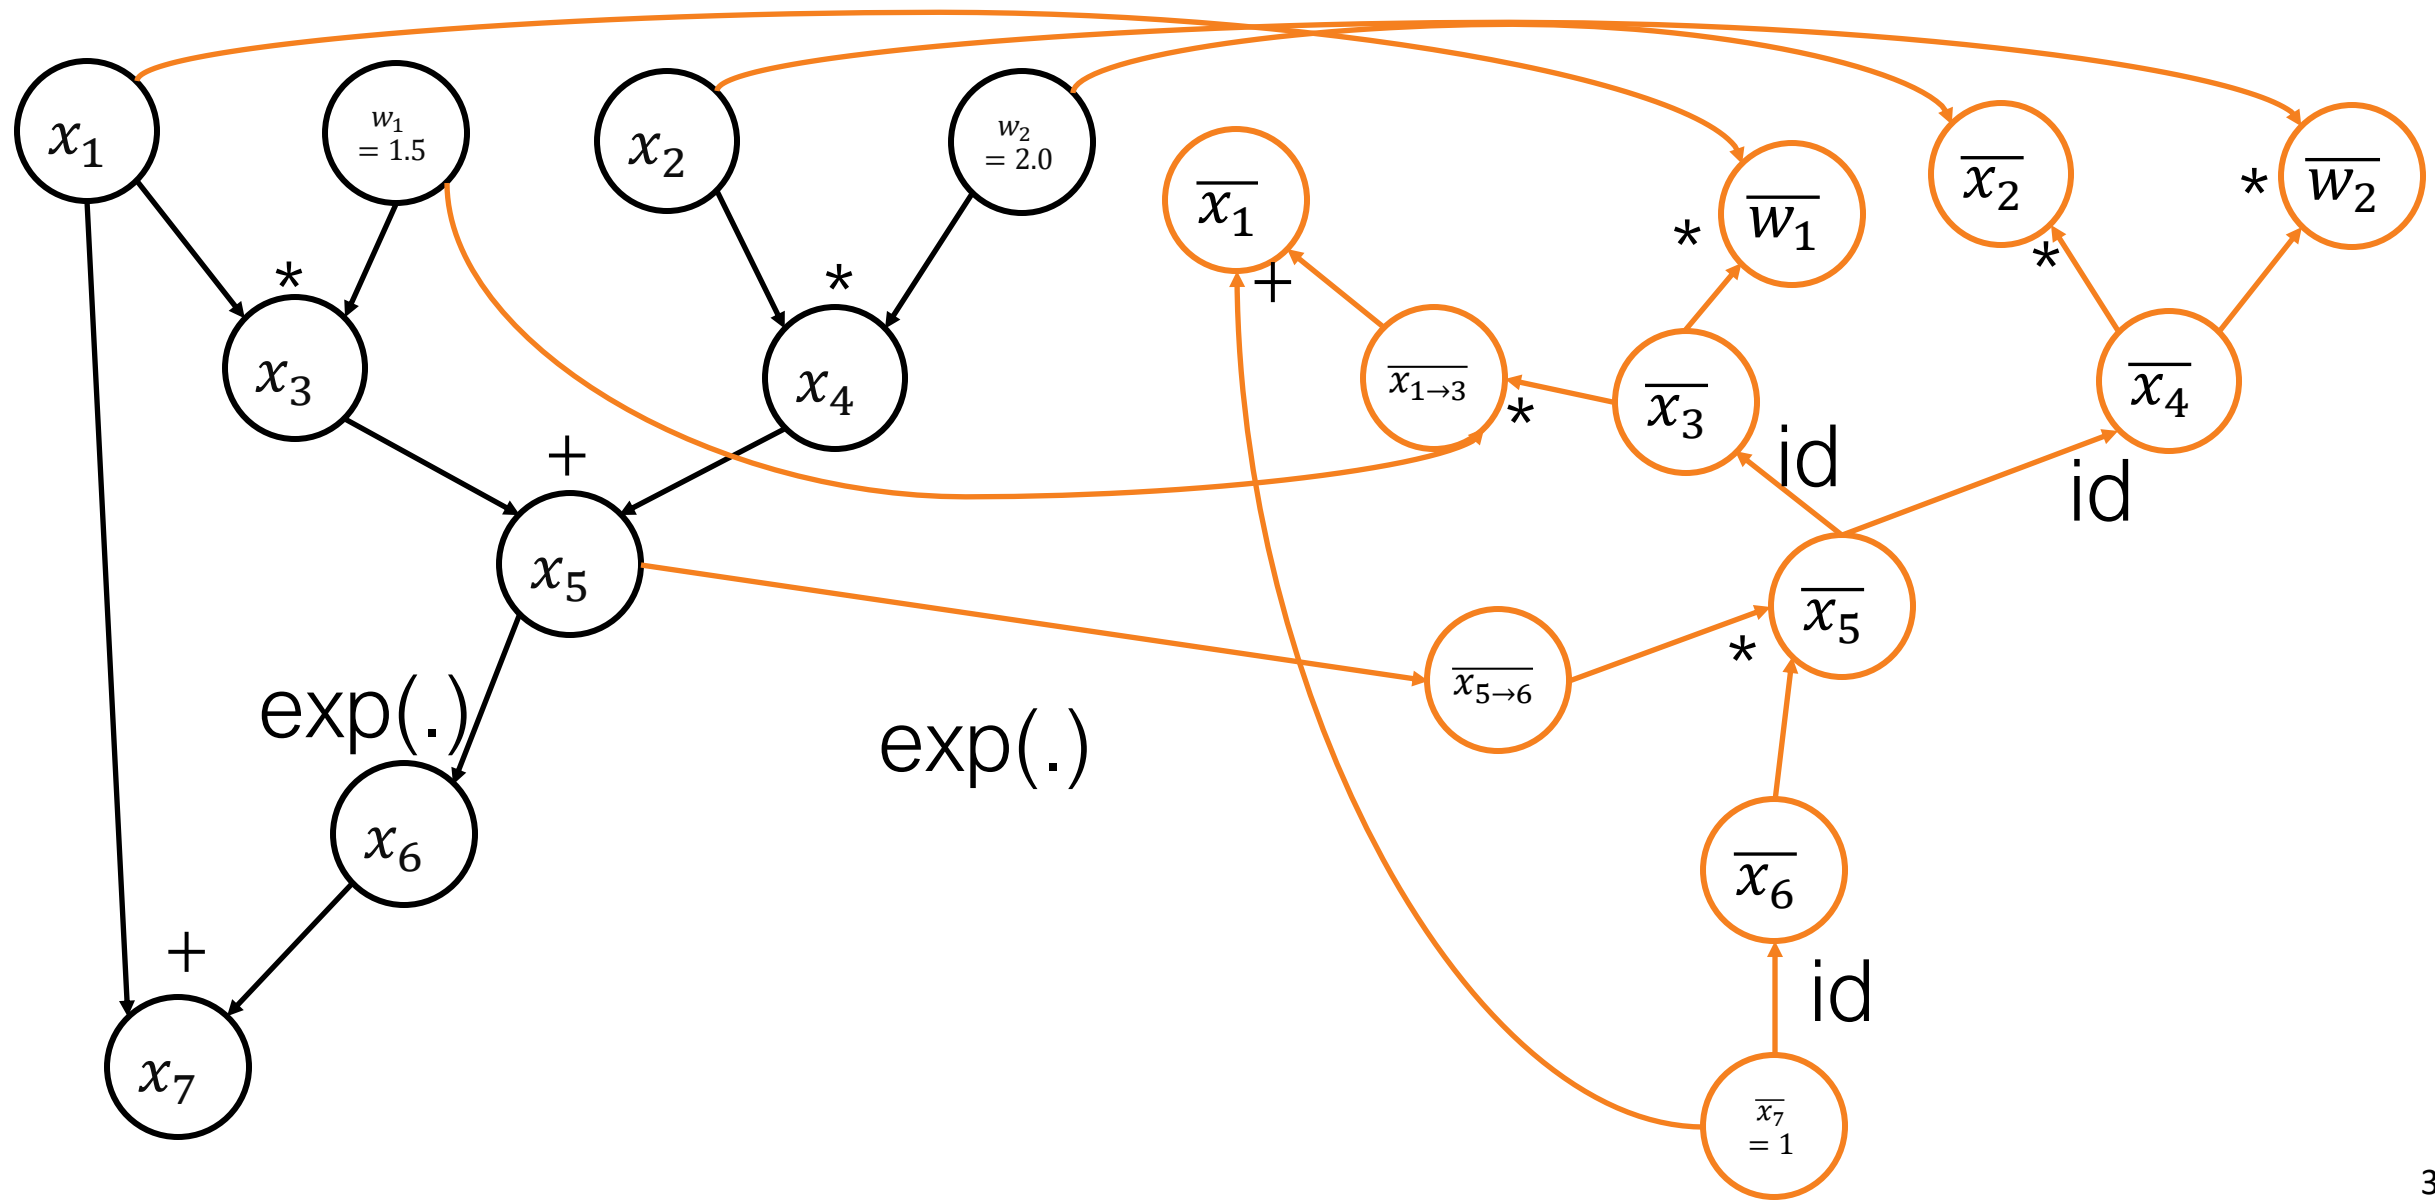 x₁
w₁
= 1.5
x₂
w₂
= 2.0
x̅₁
w̅₁
x̅₂
w̅₂
*
*
*
*
*
+
x₃
x₄
x̅₁→₃
x̅₃
x̅₄
*
+
id
id
x₅
x̅₅
x̅₅→₆
*
exp(.)
exp(.)
x₆
x̅₆
+
id
x₇
x̅₇
= 1
3